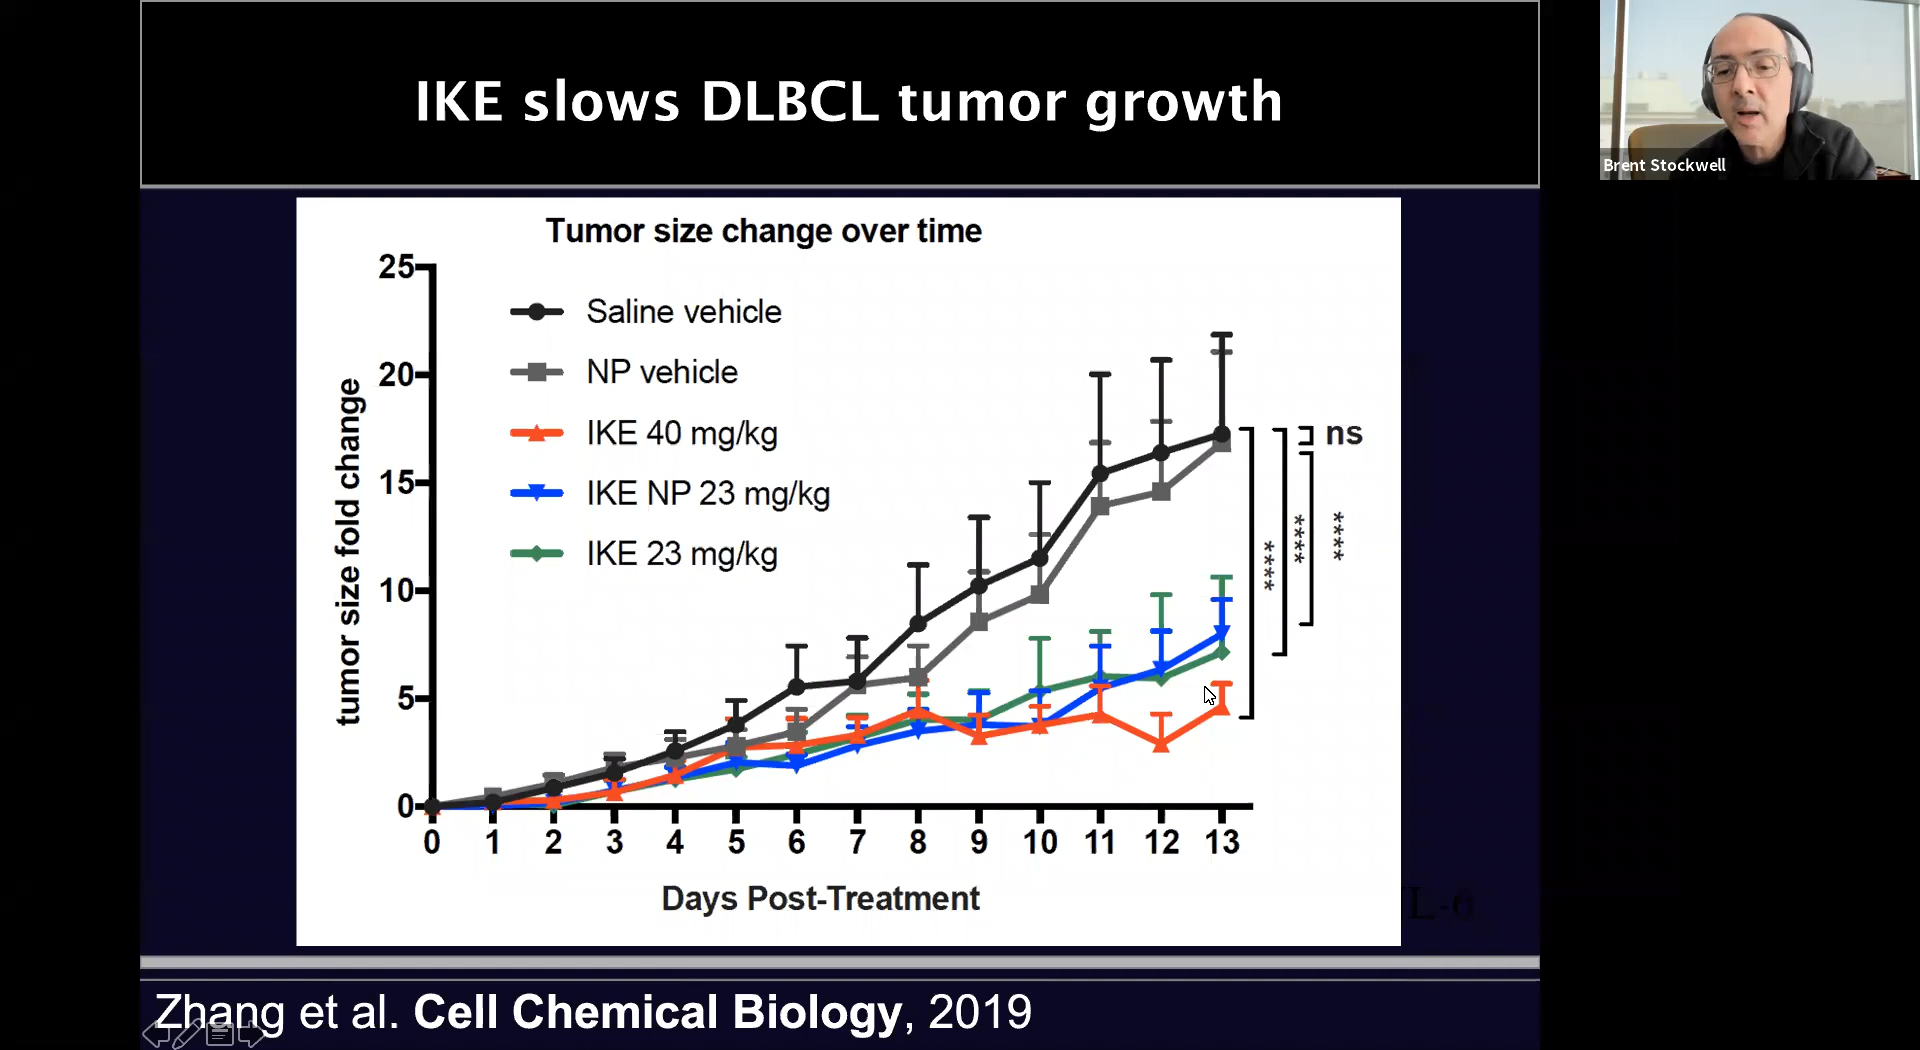 IKE slows DLBCL tumor growth
Brent Stockwell
Tumor size change over time
tumor size fold change
25
20
15
10
5
0
Saline vehicle
NP vehicle
IKE 40 mg/kg
IKE NP 23 mg/kg
IKE 23 mg/kg
ns
****
****
****
0 1 2 3 4 5 6 7 8 9 10 11 12 13
Days Post-Treatment
L-6
Zhang et al. Cell Chemical Biology, 2019